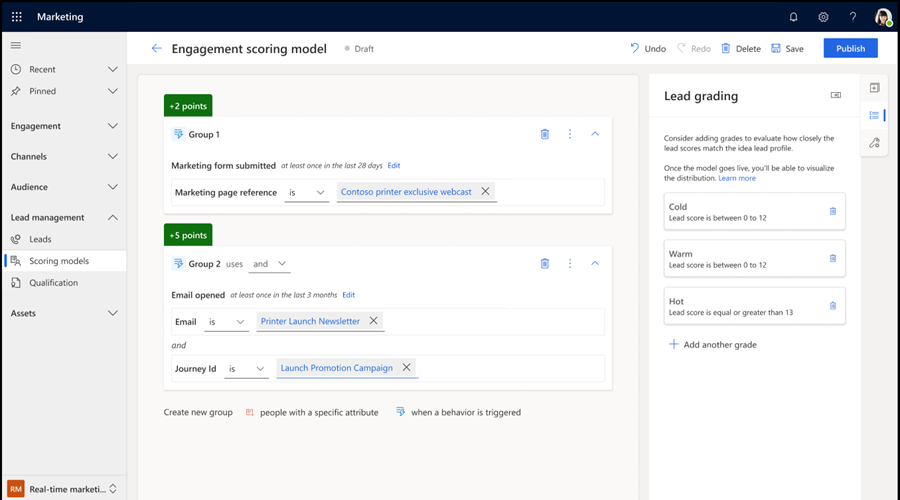 Marketing
?
Recent
Pinned
Engagement
Channels
Audience
Lead management
Leads
Scoring models
Qualification
Assets
RM Real-time marketi...
Engagement scoring model Draft
Undo Redo Delete Save Publish
+2 points
Group 1
Marketing form submitted at least once in the last 28 days Edit
Marketing page reference is Contoso printer exclusive webcast
+5 points
Group 2 uses and
Email opened at least once in the last 3 months Edit
Email is Printer Launch Newsletter
and
Journey Id is Launch Promotion Campaign
Create new group people with a specific attribute when a behavior is triggered
Lead grading
Consider adding grades to evaluate how closely the
lead scores match the idea lead profile.
Once the model goes live, you'll be able to visualize
the distribution. Learn more
Cold
Lead score is between 0 to 12
Warm
Lead score is between 0 to 12
Hot
Lead score is equal or greater than 13
Add another grade